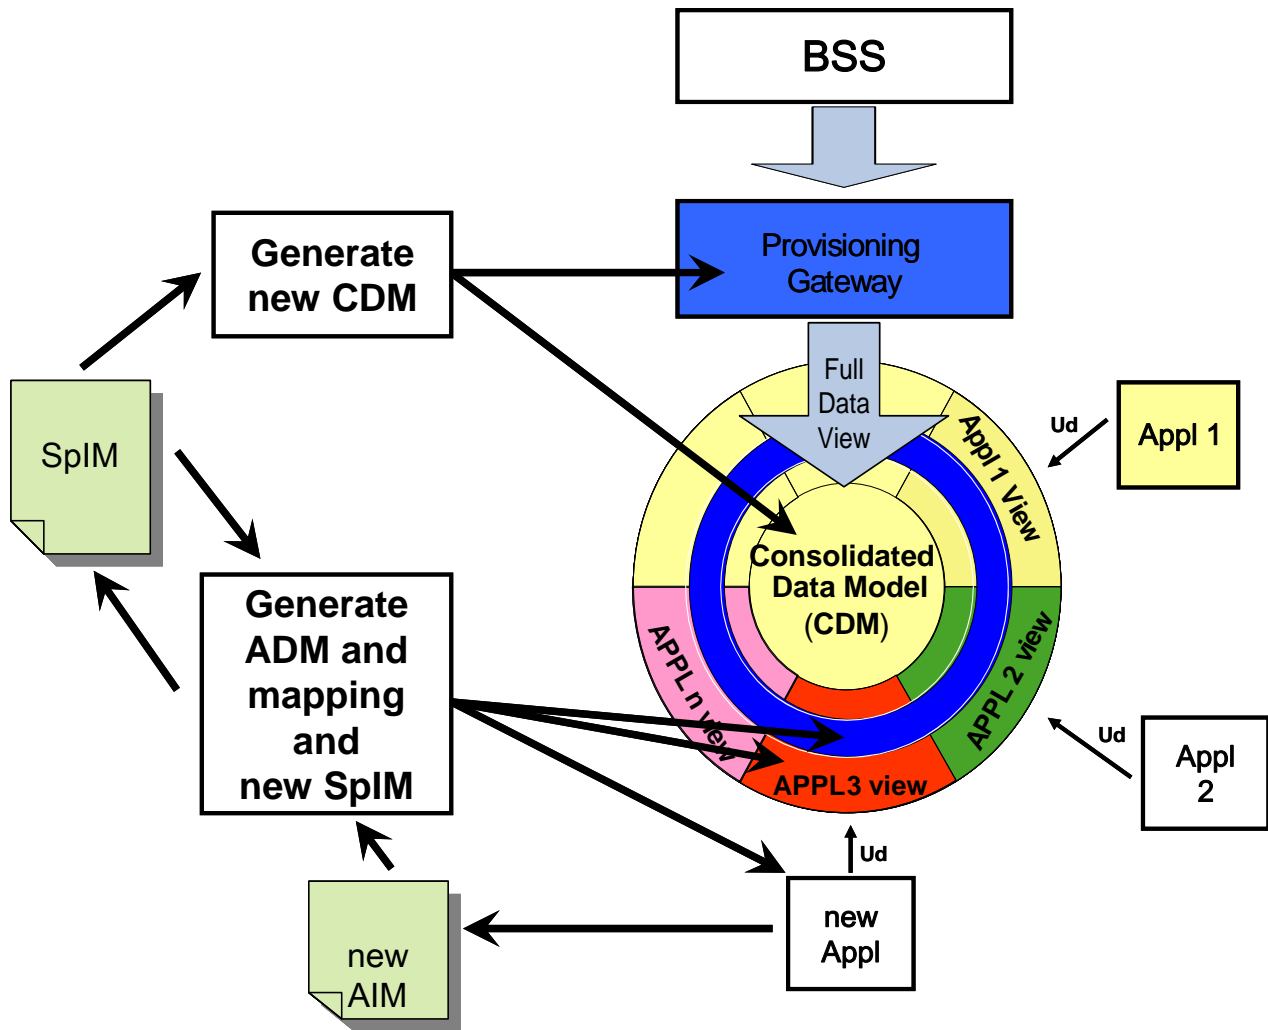 BSS
Provisioning
Gateway
Generate
new CDM
Full
Data
View
SpIM
Appl 1 View
Ud
Appl 1
Consolidated
Data Model
(CDM)
Generate
ADM and
mapping
and
new SpIM
APPL n view
APPL 2 view
Ud
Appl
2
APPL3 view
Ud
new
Appl
new
AIM